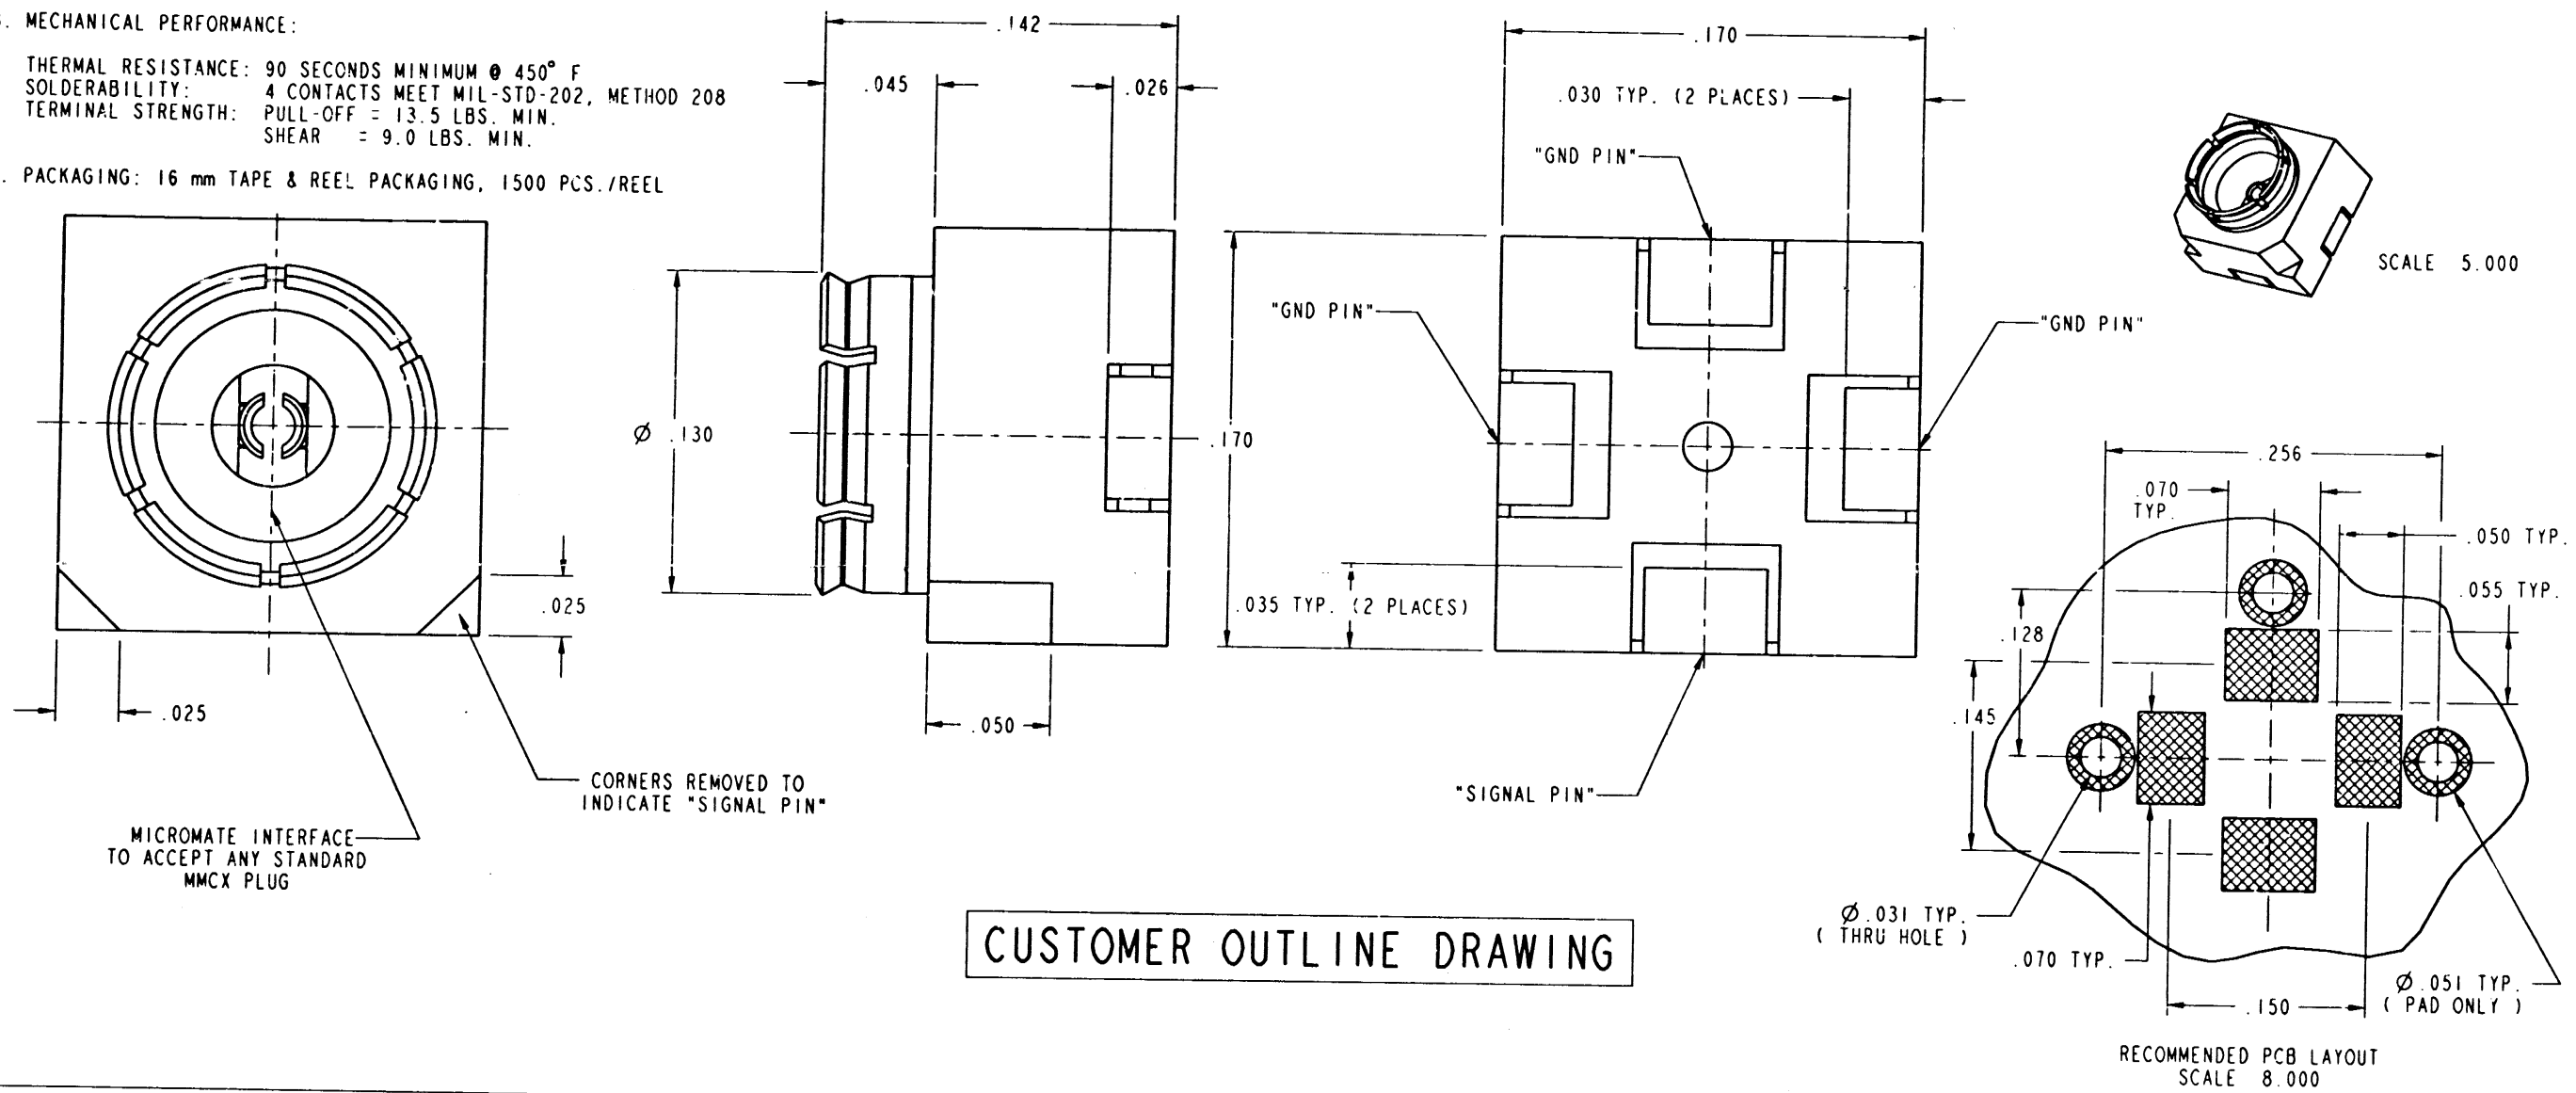 . MECHANICAL PERFORMANCE:
THERMAL RESISTANCE: 90 SECONDS MINIMUM @ 450° F
SOLDERABILITY: 4 CONTACTS MEET MIL-STD-202, METHOD 208
TERMINAL STRENGTH: PULL-OFF = 13.5 LBS. MIN.
SHEAR = 9.0 LBS. MIN.
. PACKAGING: 16 mm TAPE & REEL PACKAGING, 1500 PCS./REEL
.025
.025
CORNERS REMOVED TO
INDICATE "SIGNAL PIN"
MICROMATE INTERFACE
TO ACCEPT ANY STANDARD
MMCX PLUG
.142
.045
.026
Ø .130
.170
.050
.170
.030 TYP. (2 PLACES)
"GND PIN"
"GND PIN"
"GND PIN"
.035 TYP. (2 PLACES)
"SIGNAL PIN"
SCALE 5.000
.256
.070
TYP.
.050 TYP.
.055 TYP.
.128
.145
Ø.031 TYP.
( THRU HOLE )
.070 TYP.
Ø.051 TYP.
( PAD ONLY )
.150
RECOMMENDED PCB LAYOUT
SCALE 8.000
CUSTOMER OUTLINE DRAWING